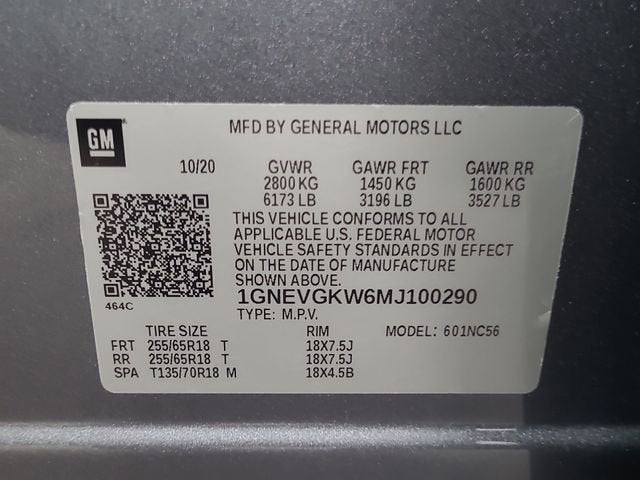 GM
MFD BY GENERAL MOTORS LLC
10/20 GVWR GAWR FRT GAWR RR
2800 KG 1450 KG 1600 KG
6173 LB 3196 LB 3527 LB
THIS VEHICLE CONFORMS TO ALL
APPLICABLE U.S. FEDERAL MOTOR
VEHICLE SAFETY STANDARDS IN EFFECT
ON THE DATE OF MANUFACTURE
SHOWN ABOVE.
464C
1GNEVGKW6MJ100290
TYPE: M.P.V.
TIRE SIZE RIM MODEL: 601NC56
FRT 255/65R18 T 18X7.5J
RR 255/65R18 T 18X7.5J
SPA T135/70R18 M 18X4.5B